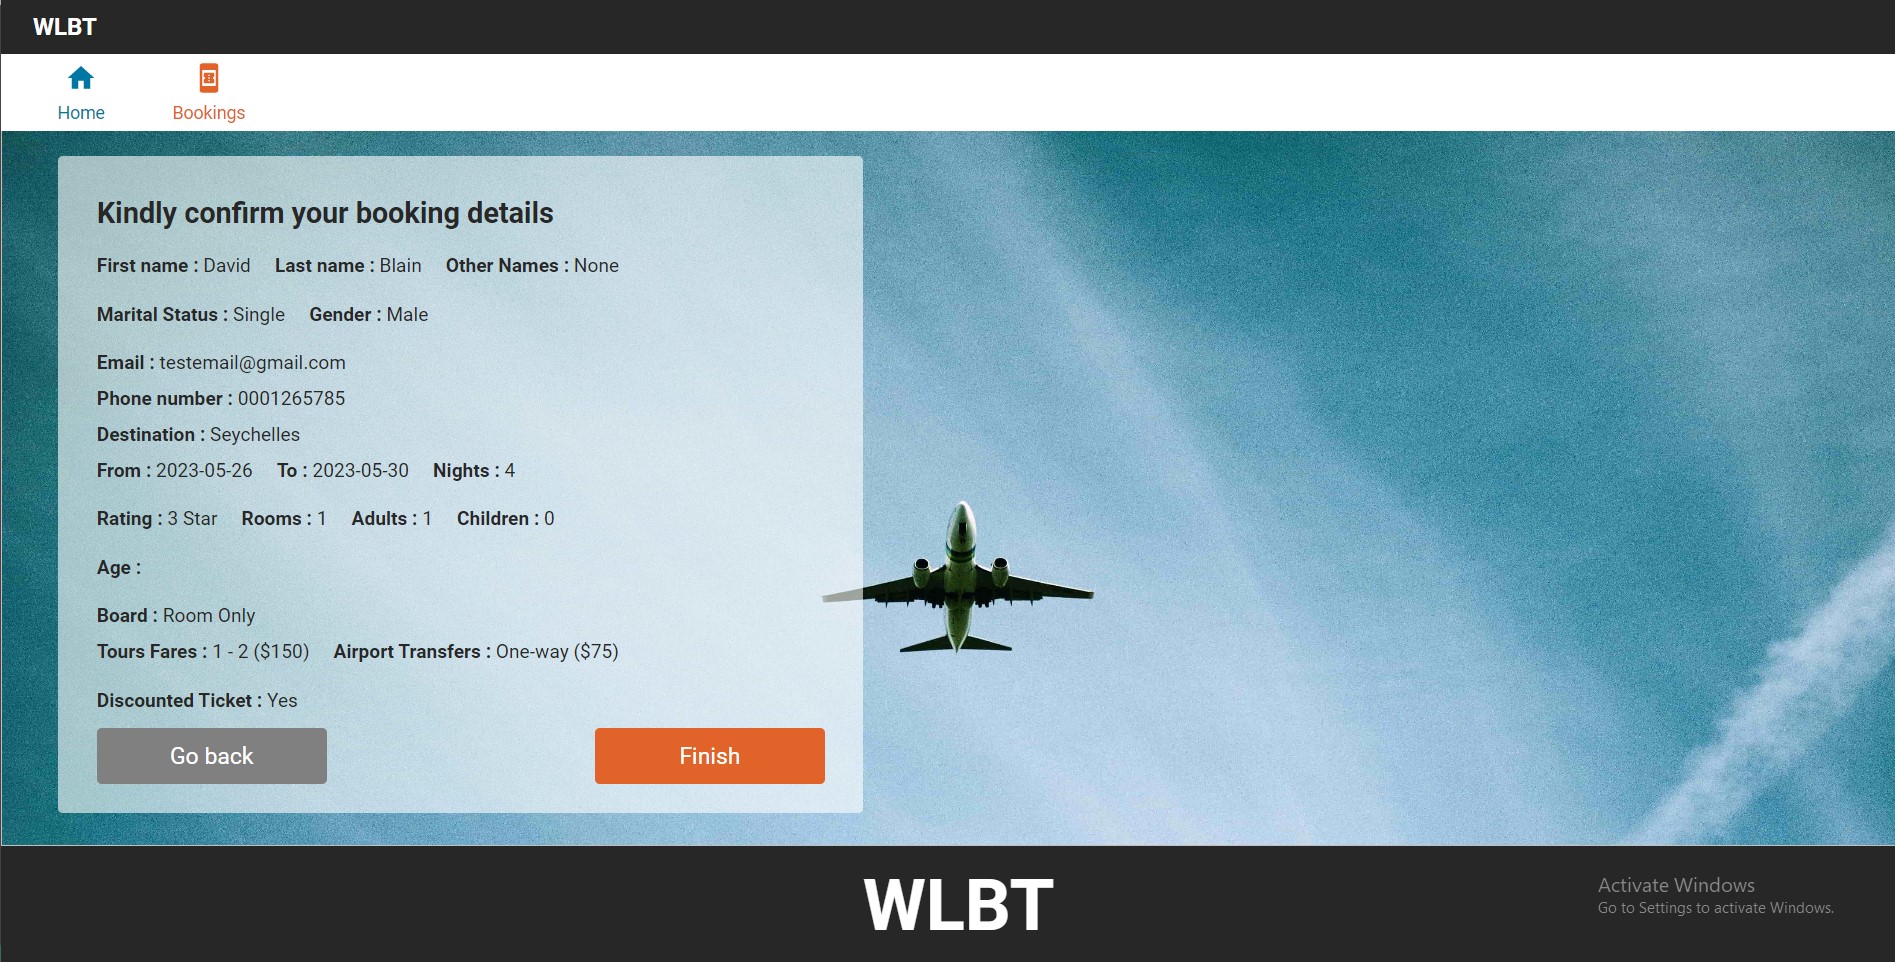 WLBT
Home
Bookings
Kindly confirm your booking details
First name : David Last name : Blain Other Names : None
Marital Status : Single Gender : Male
Email : testemail@gmail.com
Phone number : 0001265785
Destination : Seychelles
From : 2023-05-26 To : 2023-05-30 Nights : 4
Rating : 3 Star Rooms : 1 Adults : 1 Children : 0
Age :
Board : Room Only
Tours Fares : 1 - 2 ($150) Airport Transfers : One-way ($75)
Discounted Ticket : Yes
Go back
Finish
WLBT
Activate Windows
Go to Settings to activate Windows.